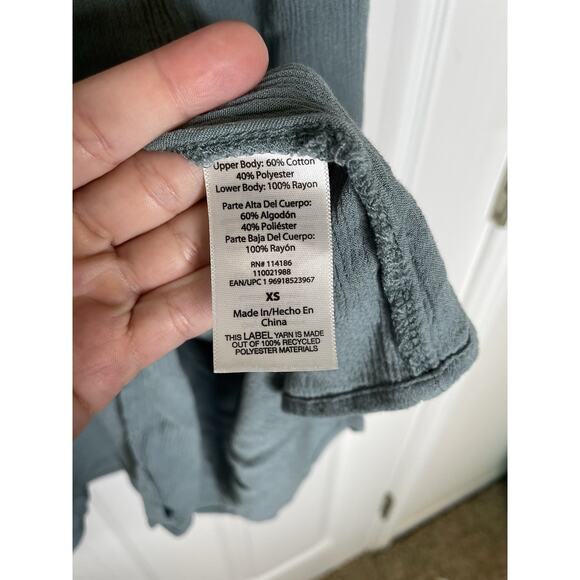 Upper Body: 60% Cotton
40% Polyester
Lower Body: 100% Rayon
Parte Alta Del Cuerpo:
60% Algodón
40% Poliéster
Parte Baja Del Cuerpo:
100% Rayón
RN# 114186
110021988
EAN/UPC 1 96918523967
XS
Made In/Hecho En
China
THIS LABEL YARN IS MADE
OUT OF 100% RECYCLED
POLYESTER MATERIALS